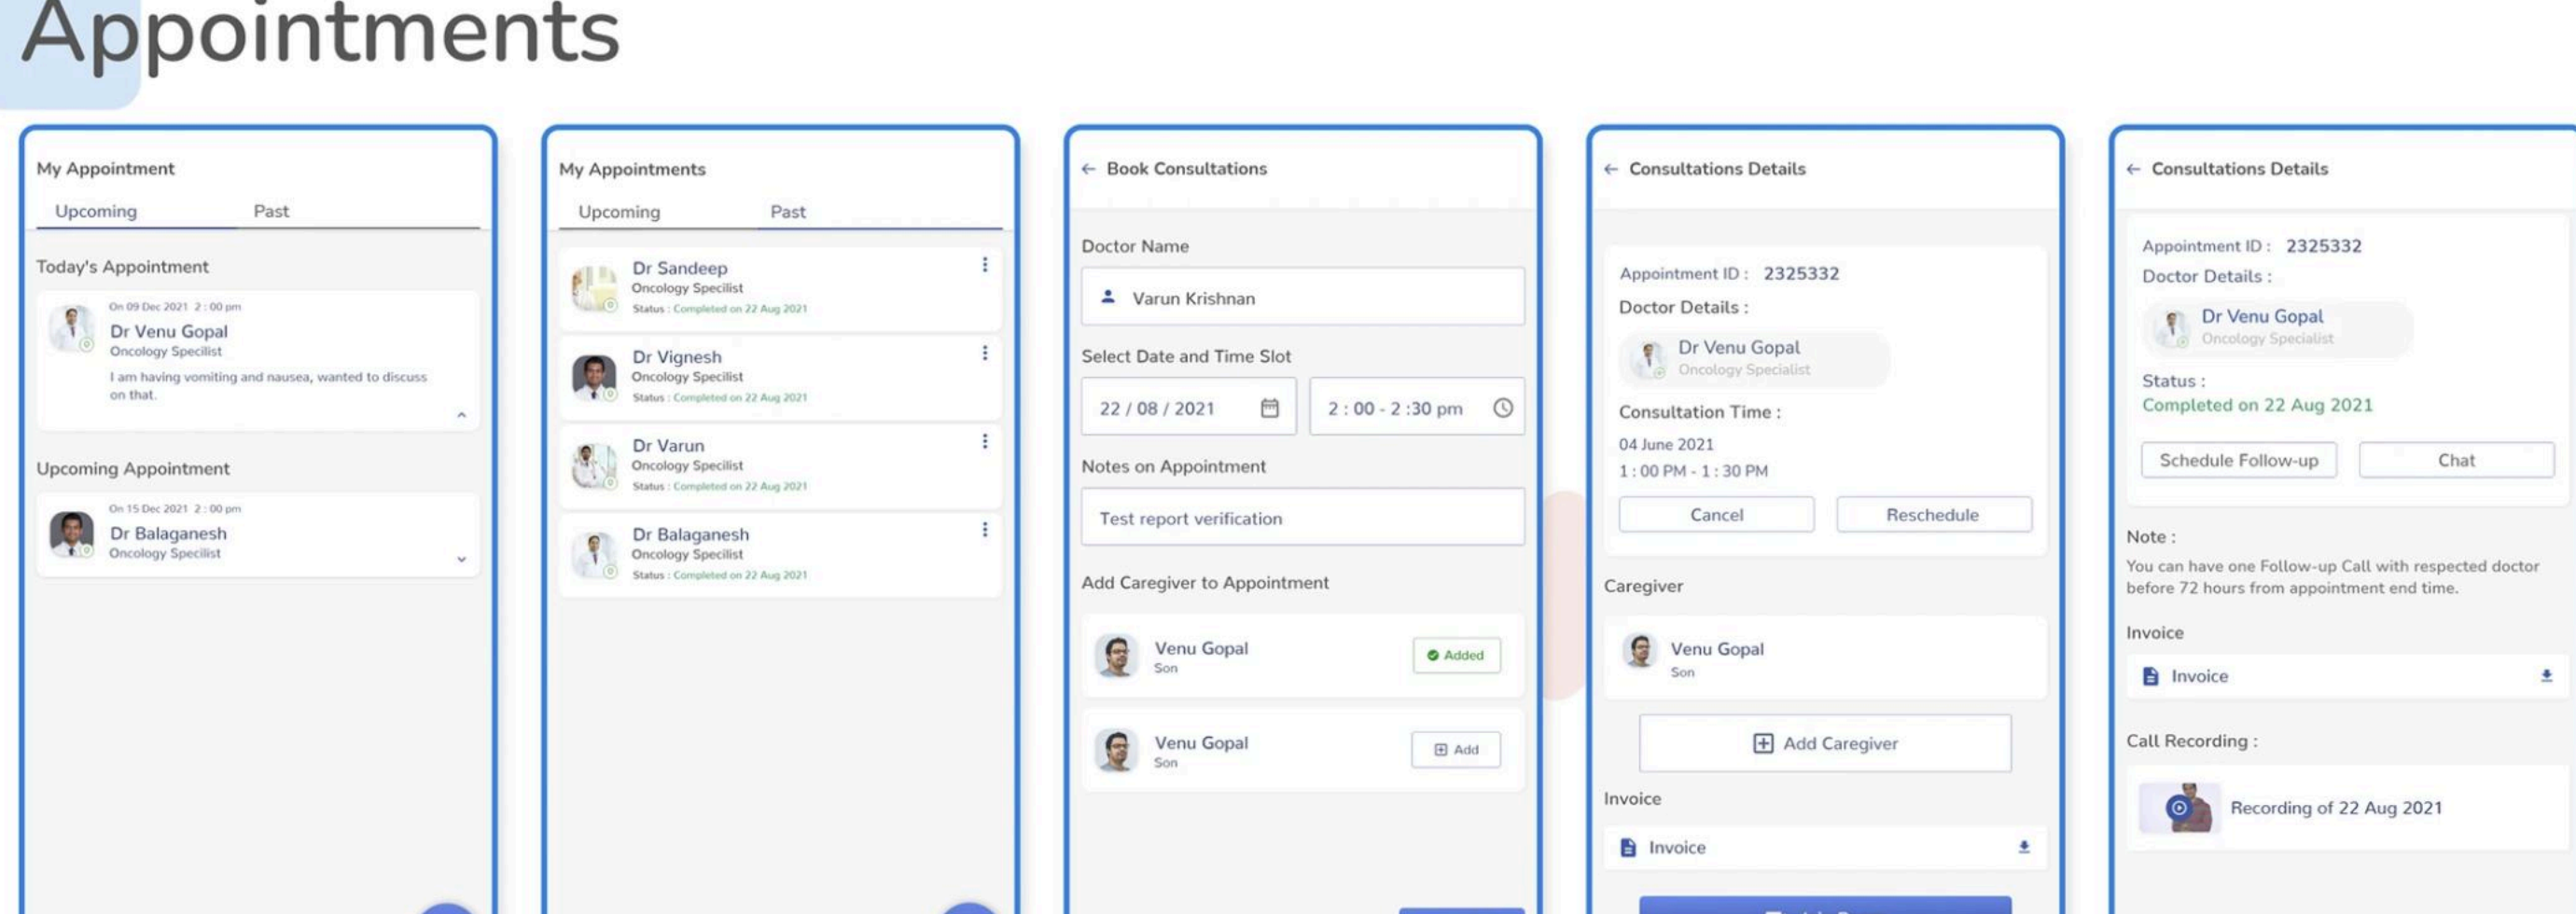 Appointments
My Appointment
Upcoming Past
Today's Appointment
On 09 Dec 2021 2 : 00 pm
Dr Venu Gopal
Oncology Specilist
I am having vomiting and nausea, wanted to discuss
on that.
Upcoming Appointment
On 15 Dec 2021 2 : 00 pm
Dr Balaganesh
Oncology Specilist
My Appointments
Upcoming Past
Dr Sandeep
Oncology Specilist
Status : Completed on 22 Aug 2021
Dr Vignesh
Oncology Specilist
Status : Completed on 22 Aug 2021
Dr Varun
Oncology Specilist
Status : Completed on 22 Aug 2021
Dr Balaganesh
Oncology Specilist
Status : Completed on 22 Aug 2021
Book Consultations
Doctor Name
Varun Krishnan
Select Date and Time Slot
22 / 08 / 2021 2 : 00 - 2 :30 pm
Notes on Appointment
Test report verification
Add Caregiver to Appointment
Venu Gopal
Son
Added
Venu Gopal
Son
Add
Consultations Details
Appointment ID : 2325332
Doctor Details :
Dr Venu Gopal
Oncology Specialist
Consultation Time :
04 June 2021
1 : 00 PM - 1 : 30 PM
Cancel Reschedule
Caregiver
Venu Gopal
Son
Add Caregiver
Invoice
Invoice
Consultations Details
Appointment ID : 2325332
Doctor Details :
Dr Venu Gopal
Oncology Specialist
Status :
Completed on 22 Aug 2021
Schedule Follow-up Chat
Note :
You can have one Follow-up Call with respected doctor
before 72 hours from appointment end time.
Invoice
Invoice
Call Recording :
Recording of 22 Aug 2021